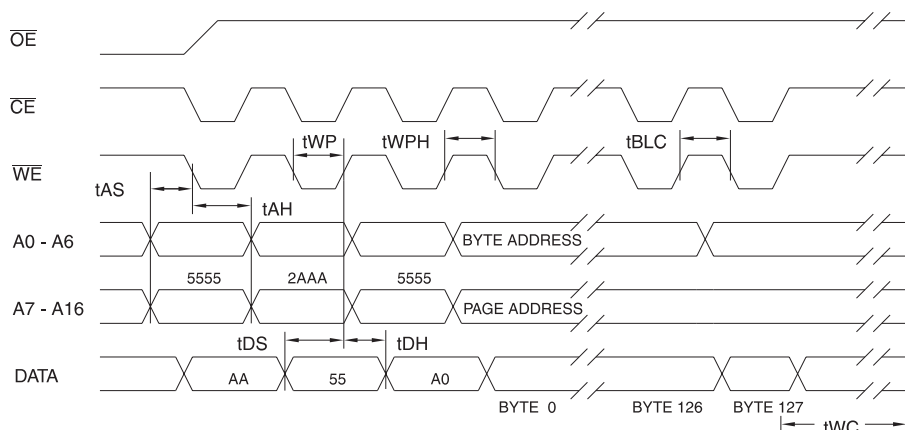 OE
CE
tWP
tWPH
tBLC
WE
tAS
tAH
A0 - A6
BYTE ADDRESS
5555
2AAA
5555
A7 - A16
PAGE ADDRESS
tDS
tDH
DATA
AA
55
A0
BYTE 0
BYTE 126
BYTE 127
tWC